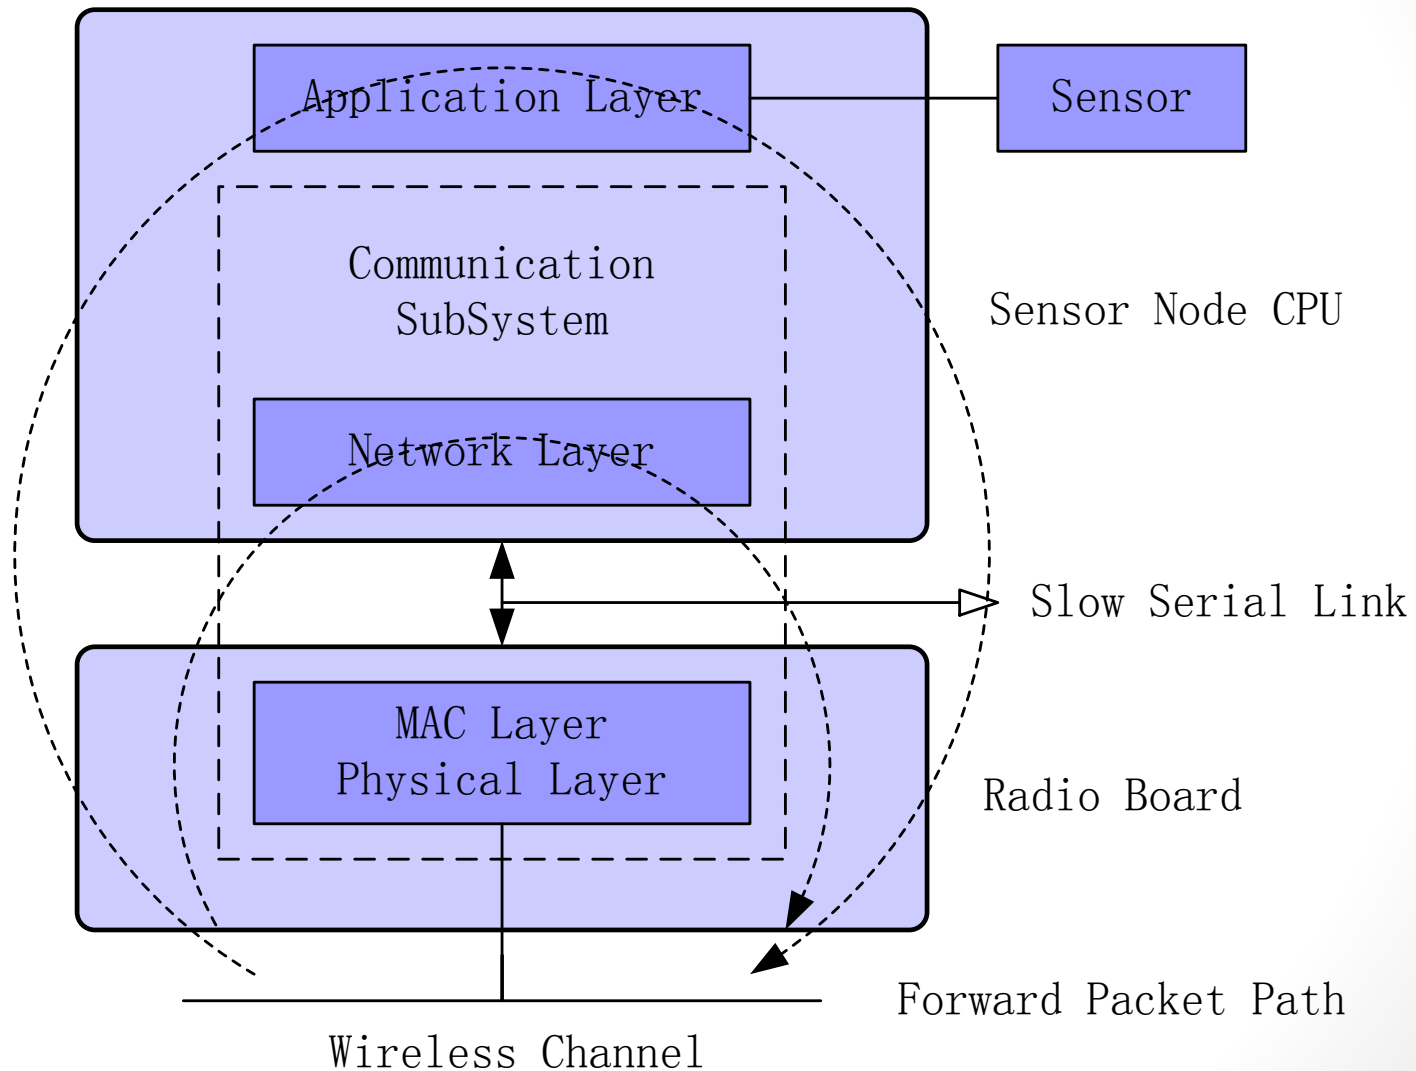 Application Layer
Sensor
Communication
SubSystem
Sensor Node CPU
Network Layer
Slow Serial Link
MAC Layer
Physical Layer
Radio Board
Forward Packet Path
Wireless Channel